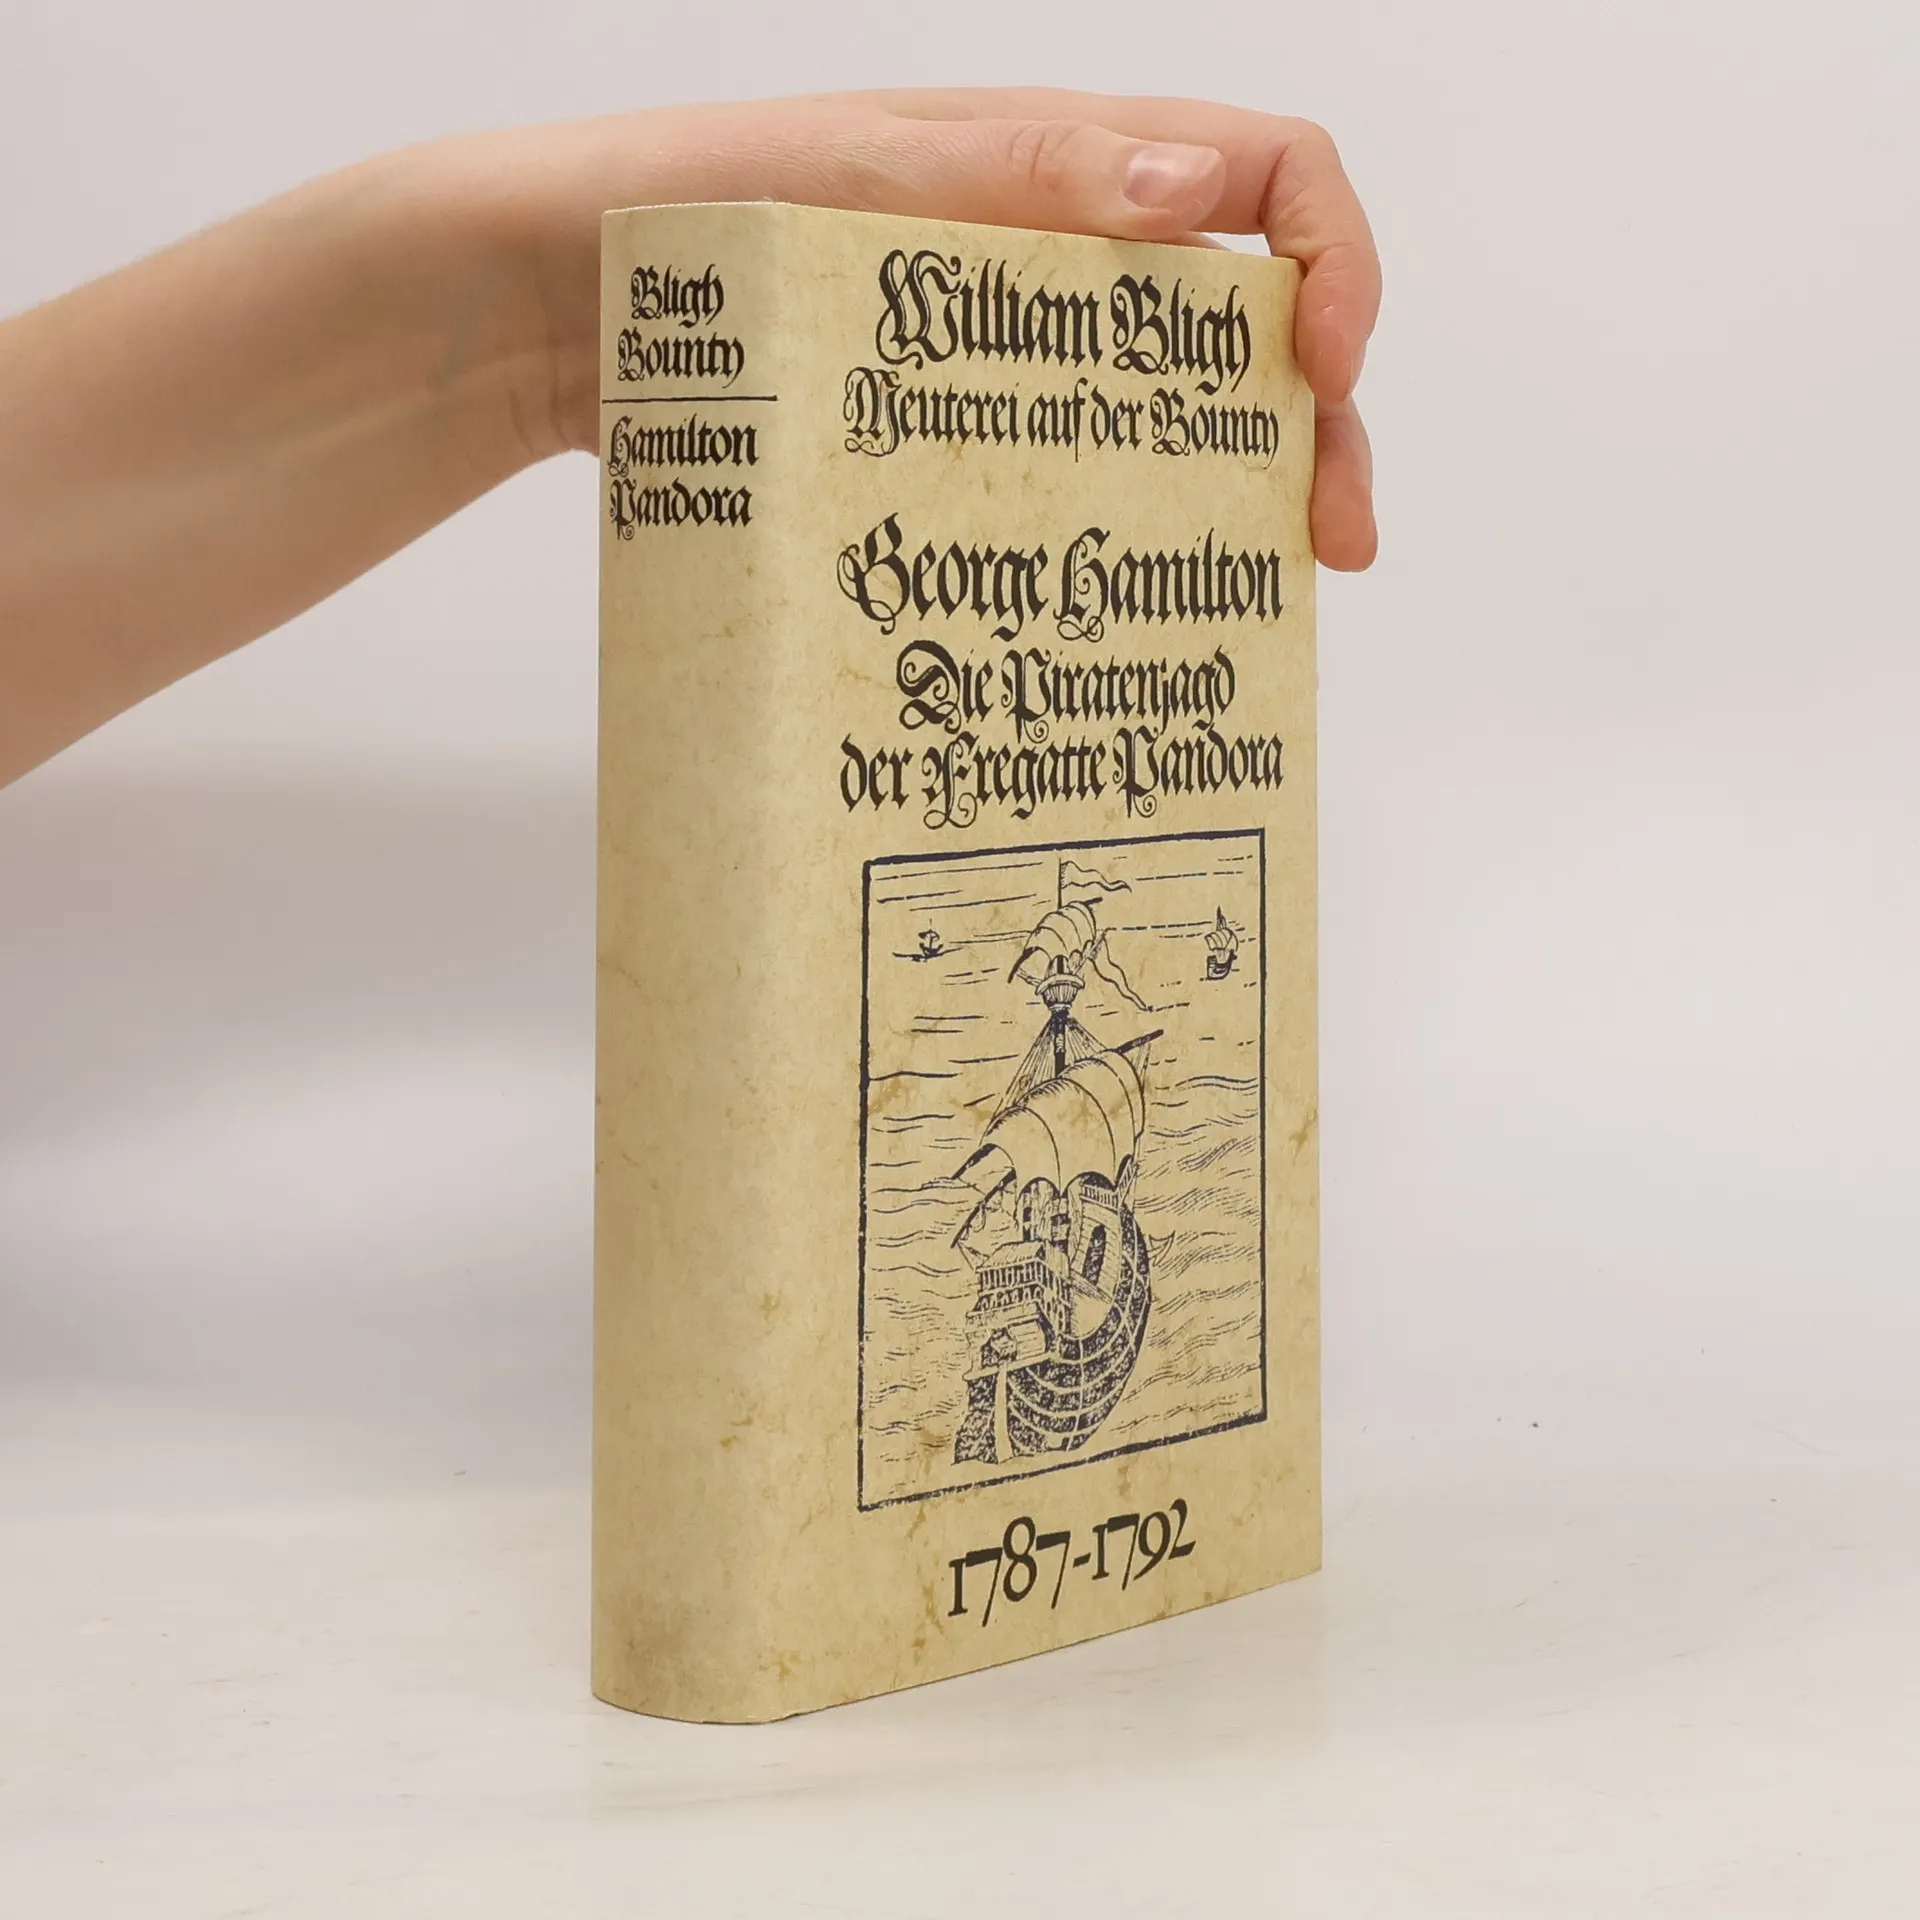 Bligh
Bounty
Hamilton
Pandora
William Bligh
Meuterei auf der Bounty
George Hamilton
Die Piratenjagd
der Fregatte Pandora
1787-1792